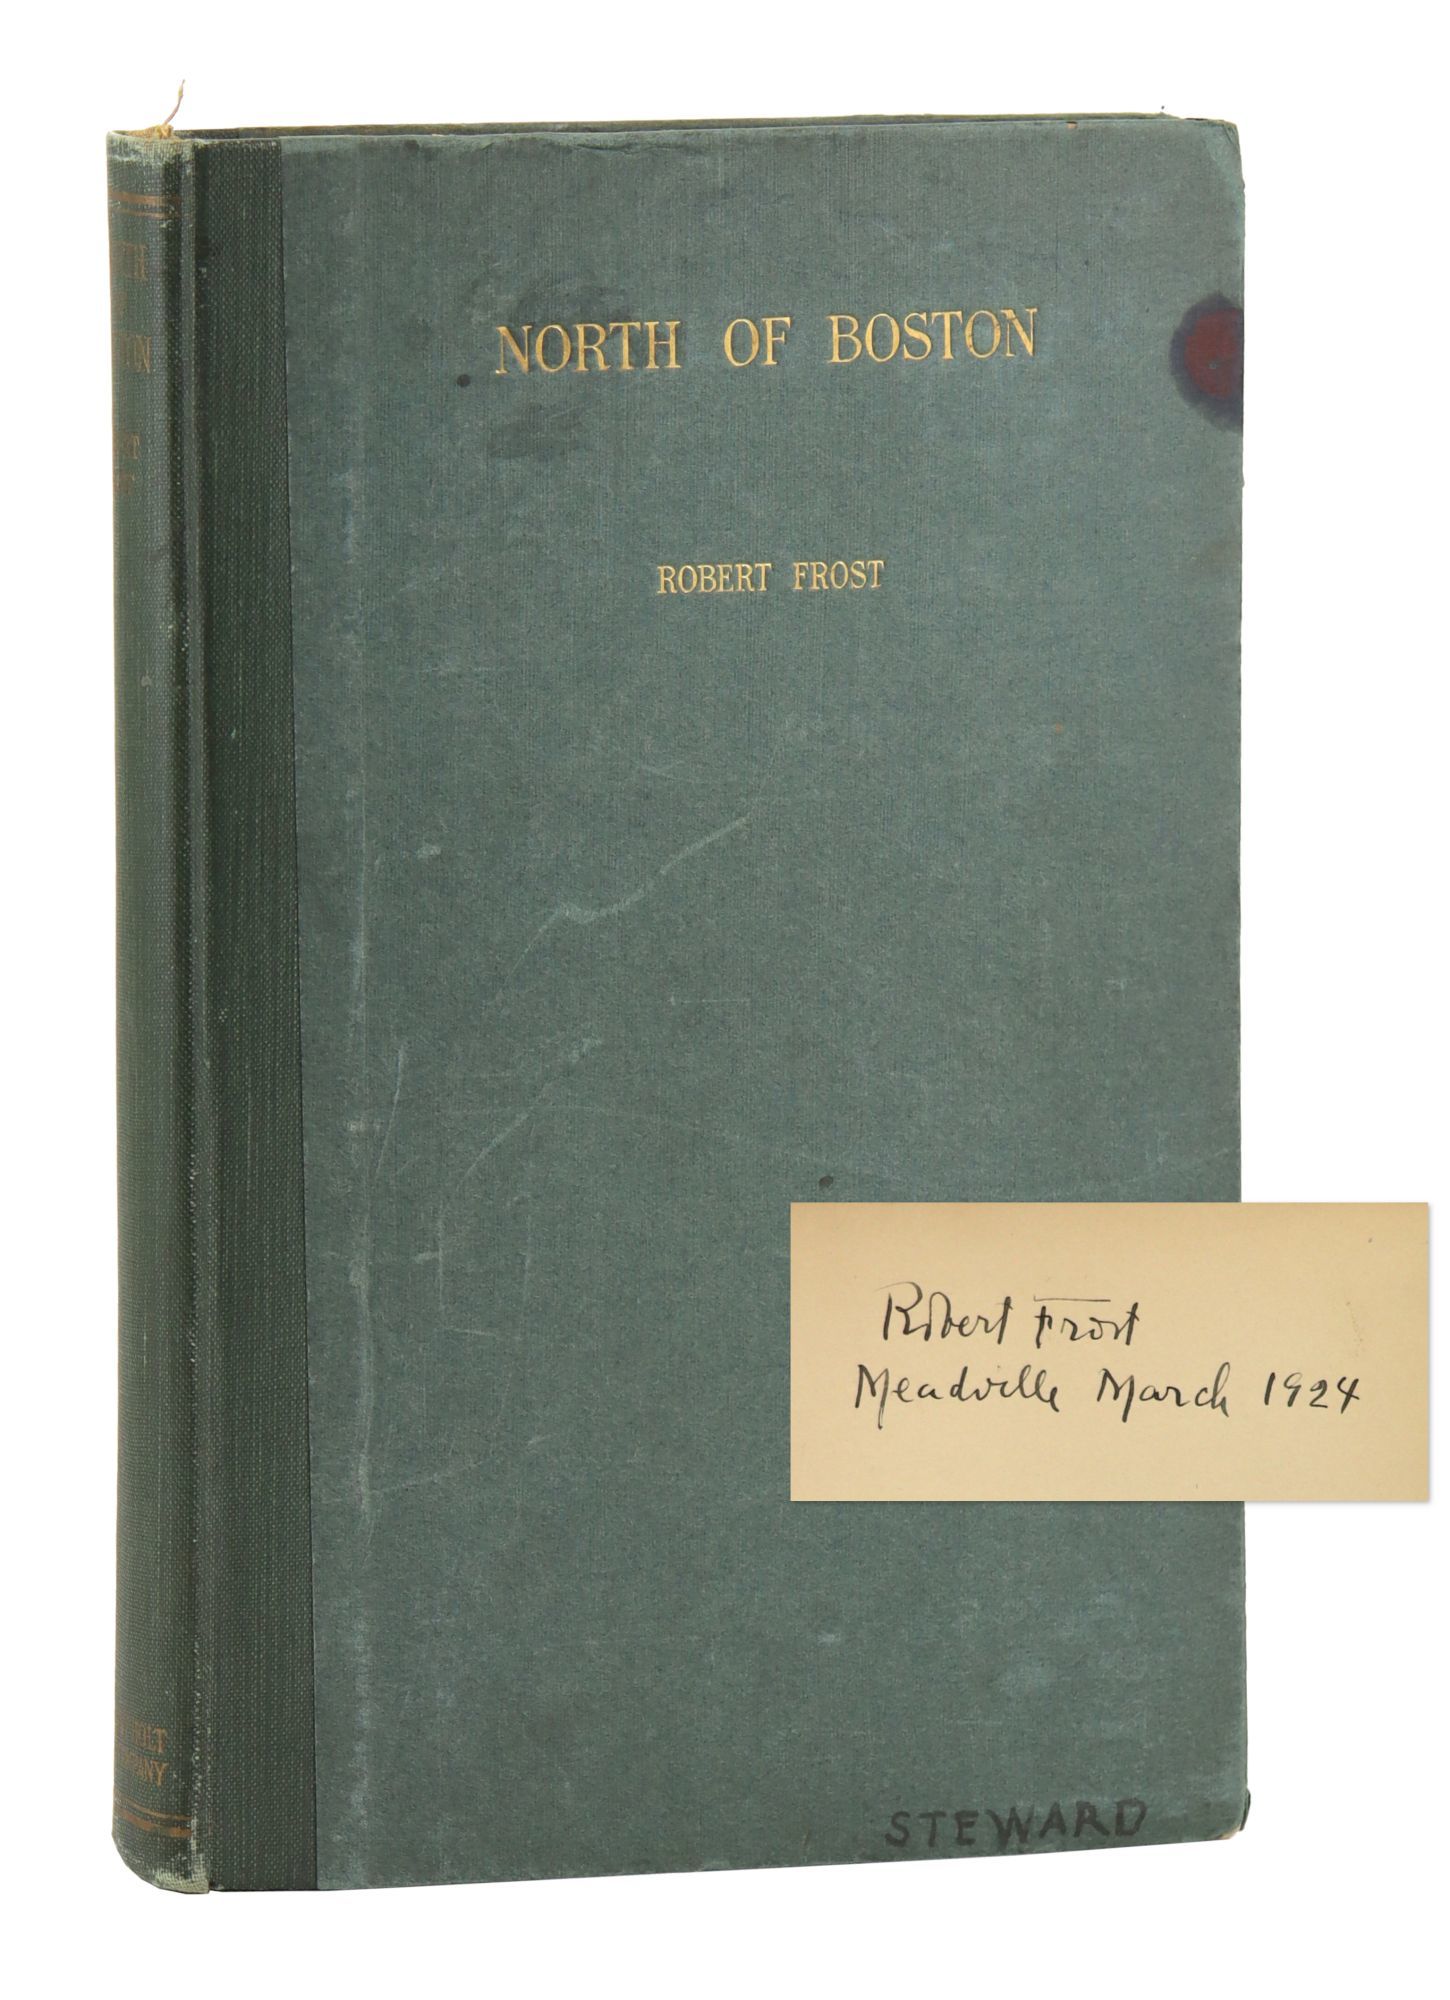 NORTH OF BOSTON
ROBERT FROST
Robert Frost
Meadville March 1924
STEWARD